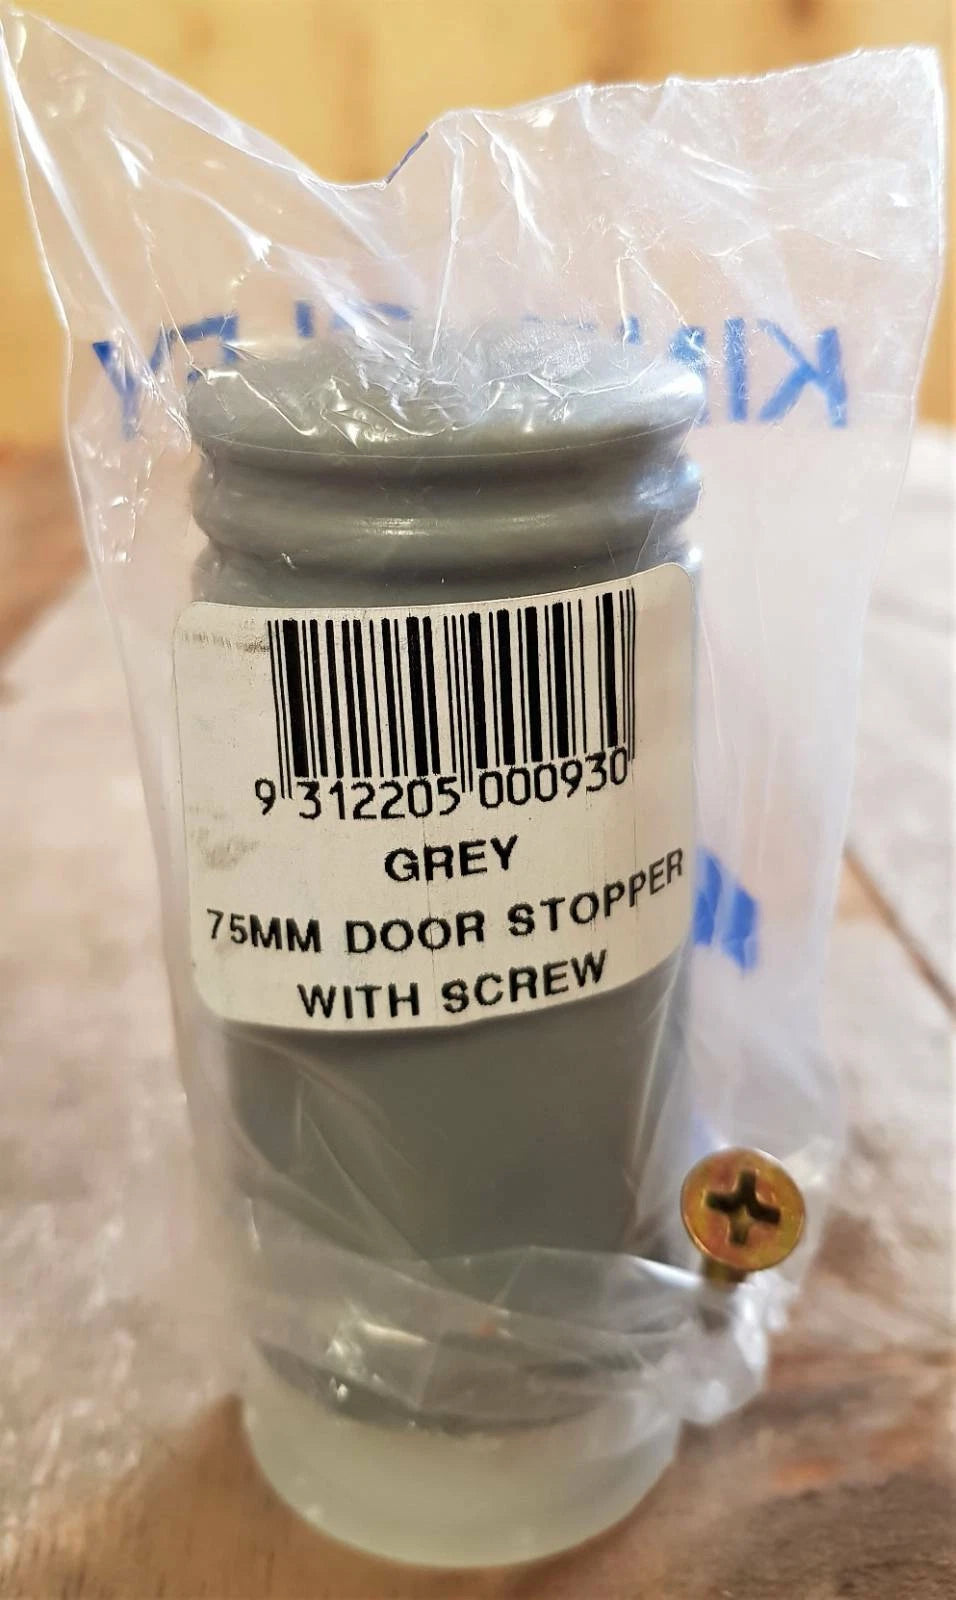 9 312205 000930
GREY
75MM DOOR STOPPER
WITH SCREW